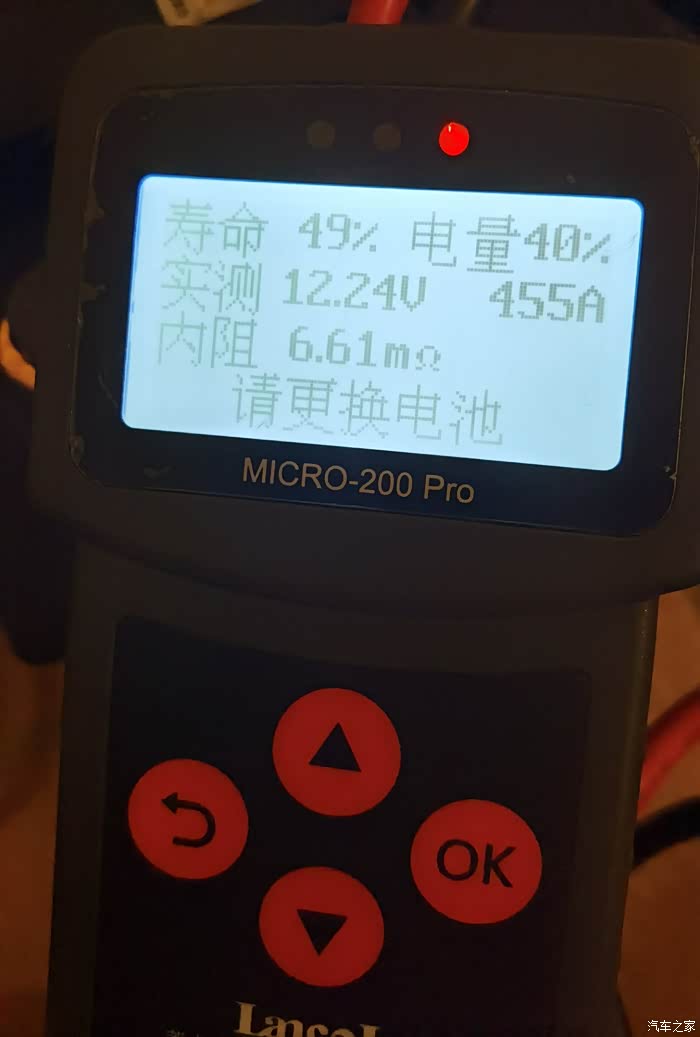 寿命 49% 电量40%
实测 12.24V 455A
内阻 6.61mΩ
请更换电池
MICRO-200 Pro
OK
汽车之家